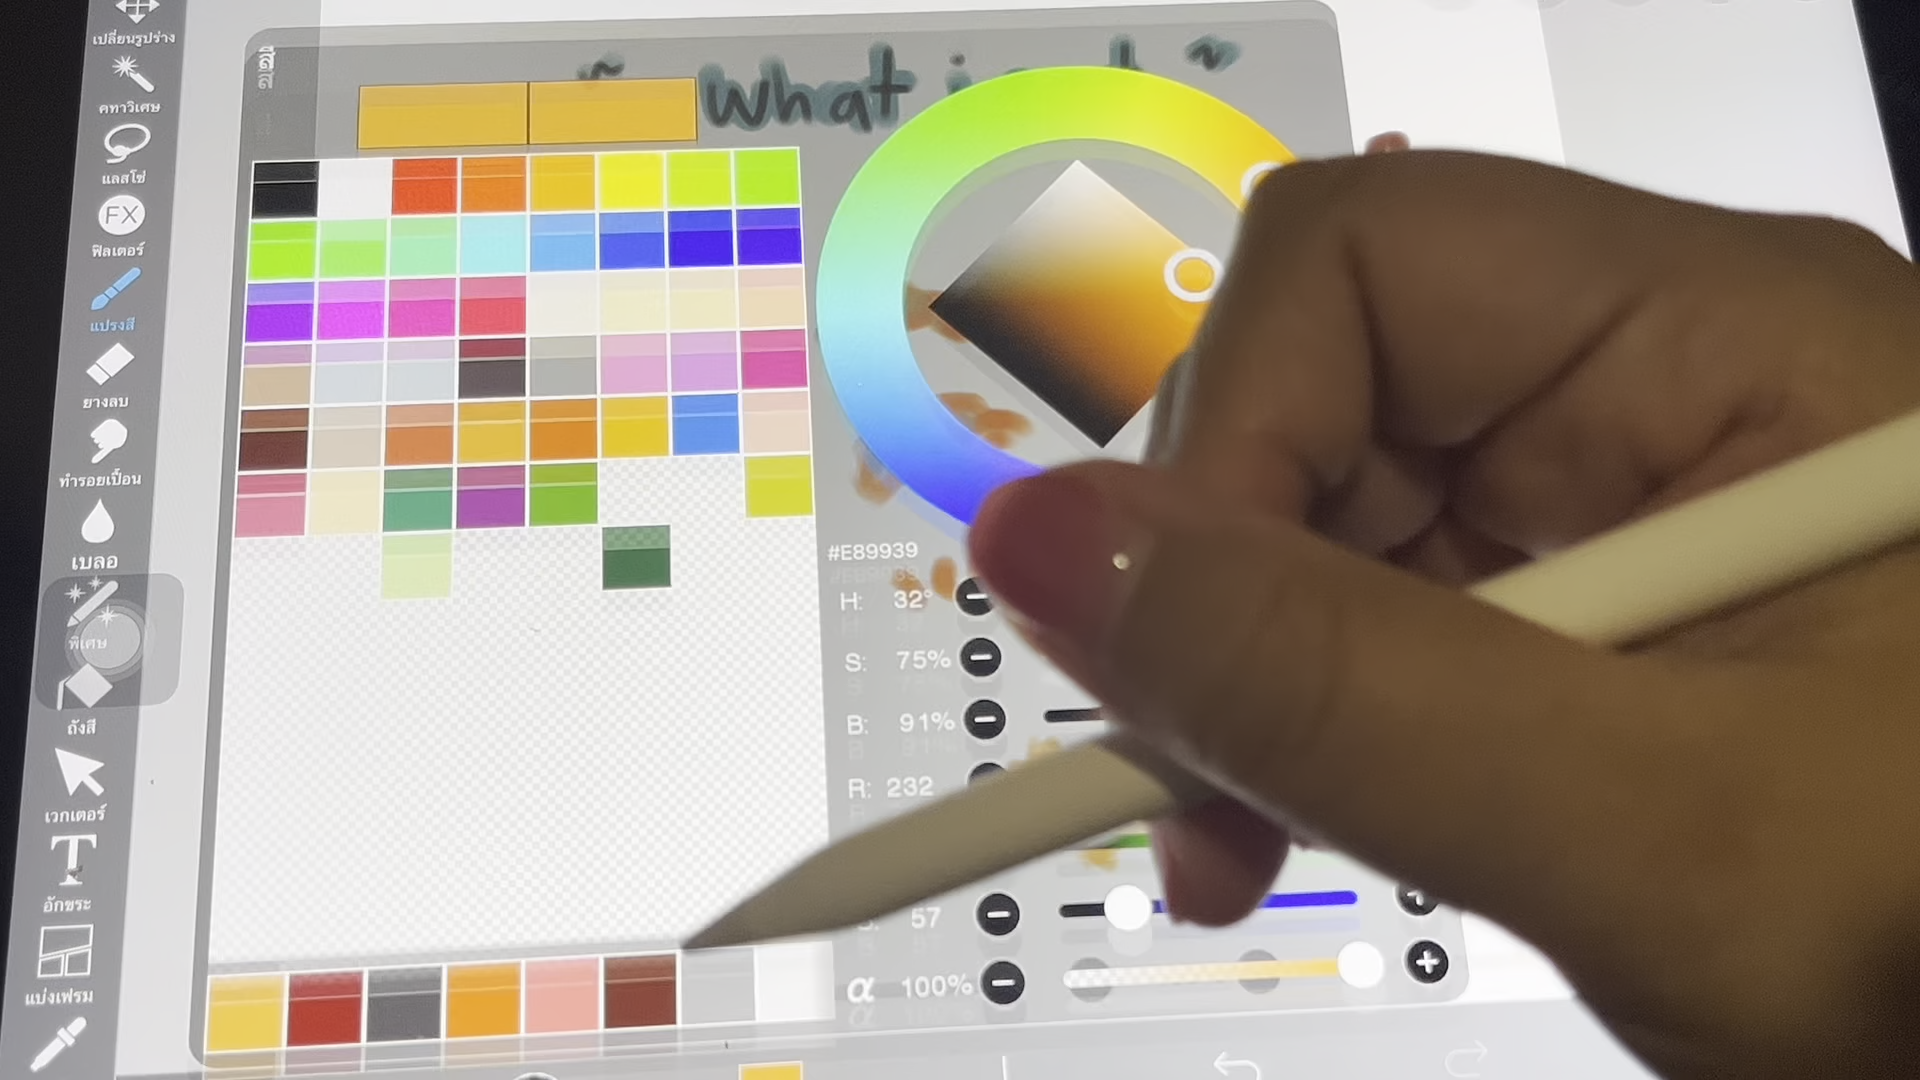 เปลี่ยนรูปร่าง
คทาวิเศษ
แลสโซ่
FX
ฟิลเตอร์
แปรงสี
ยางลบ
ทำรอยเปื้อน
เบลอ
พิเศษ
ถังสี
เวกเตอร์
T
อักขระ
แบ่งเฟรม
สี
~ What
#E89939
H: 32°
S: 75%
B: 91%
R: 232
57
α 100%